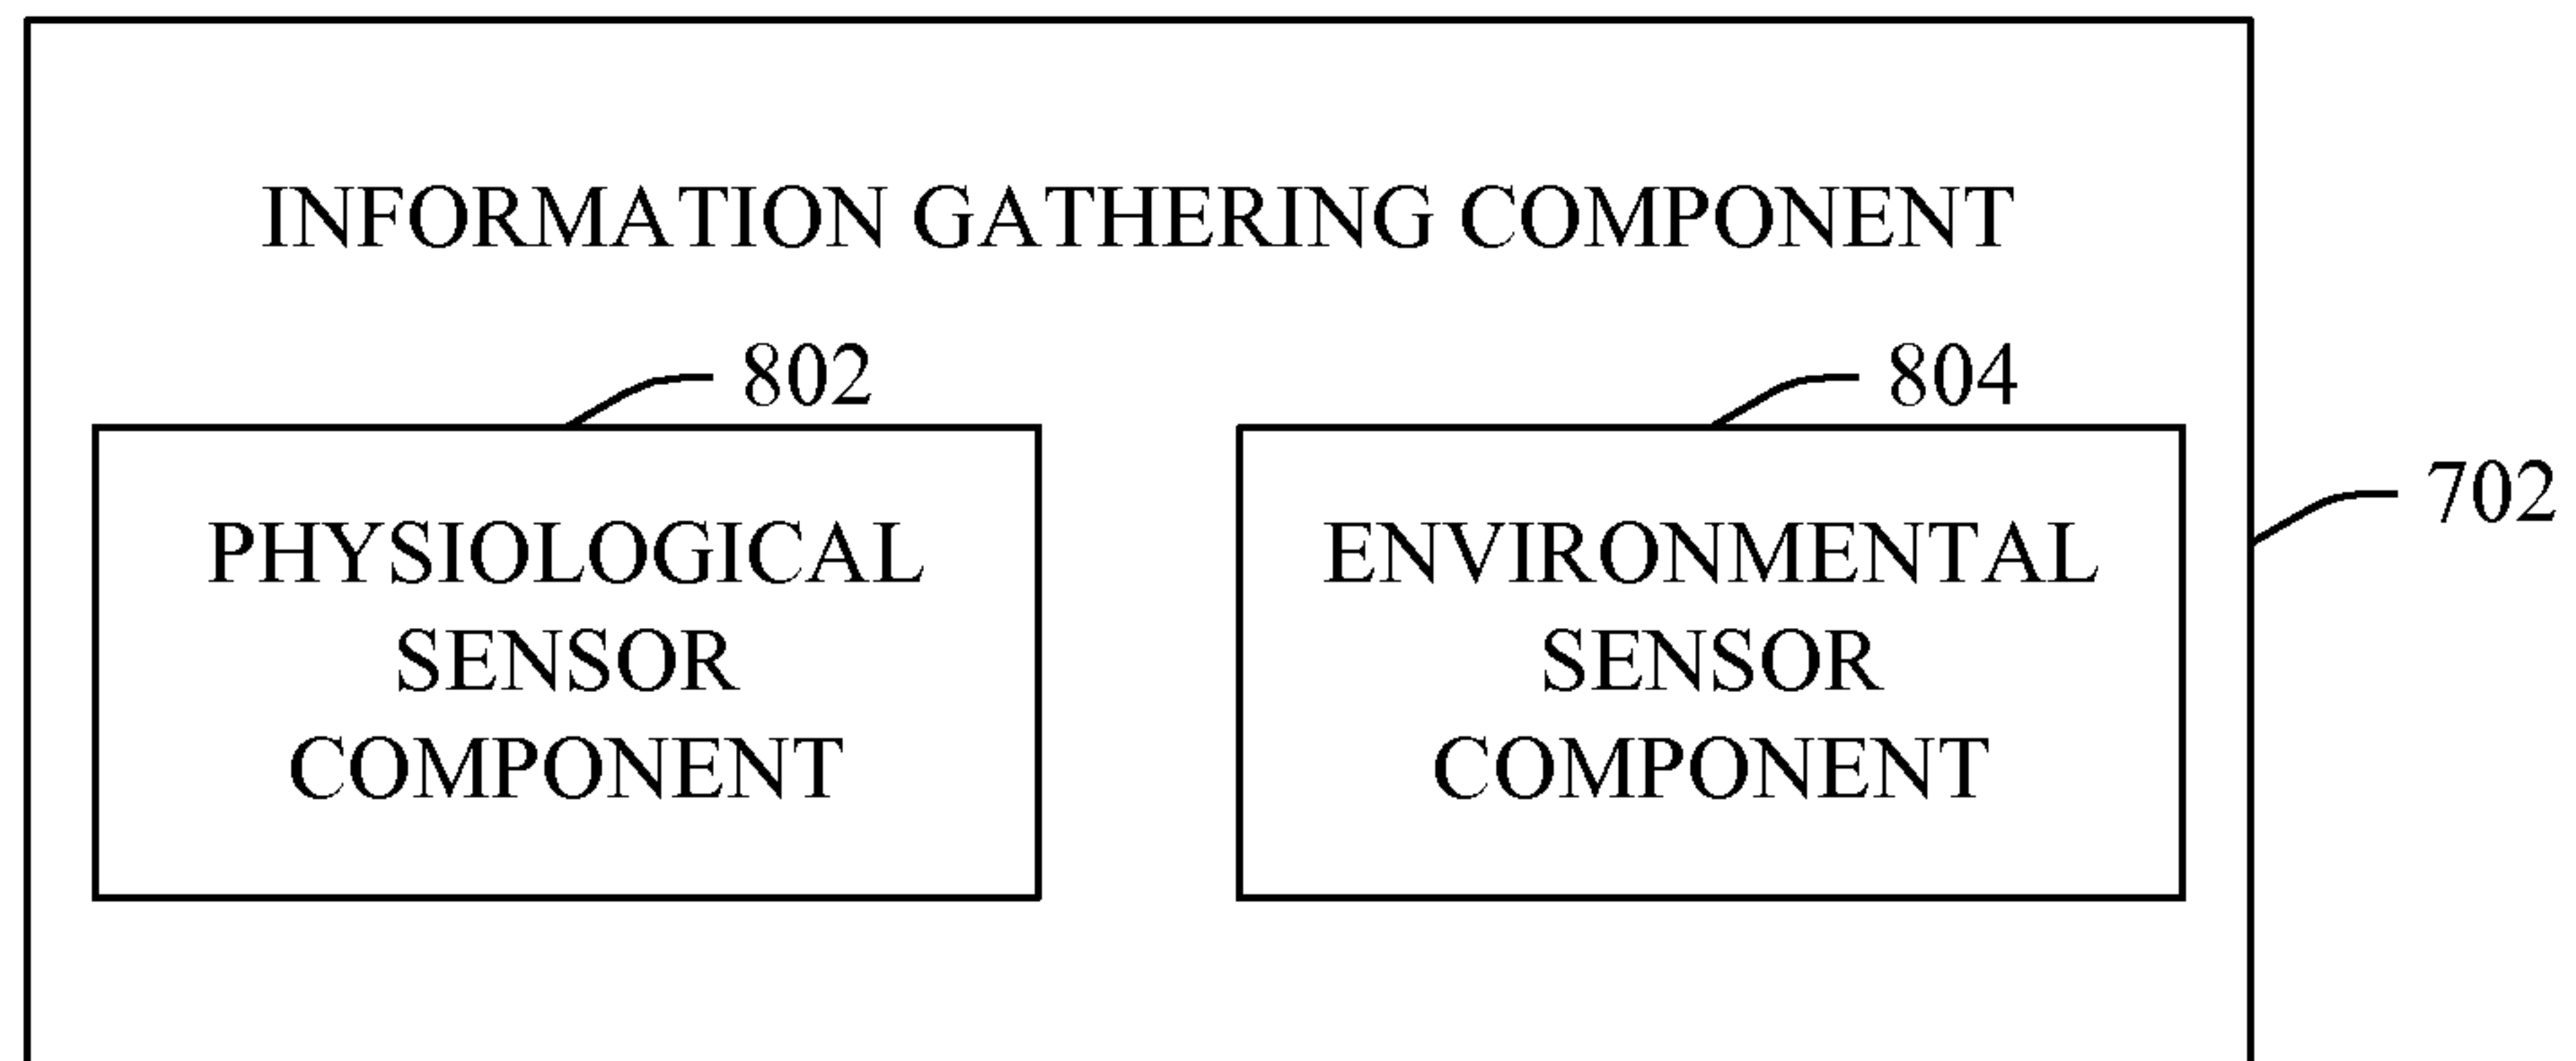 INFORMATION GATHERING COMPONENT
802
804
702
PHYSIOLOGICAL
SENSOR
COMPONENT
ENVIRONMENTAL
SENSOR
COMPONENT